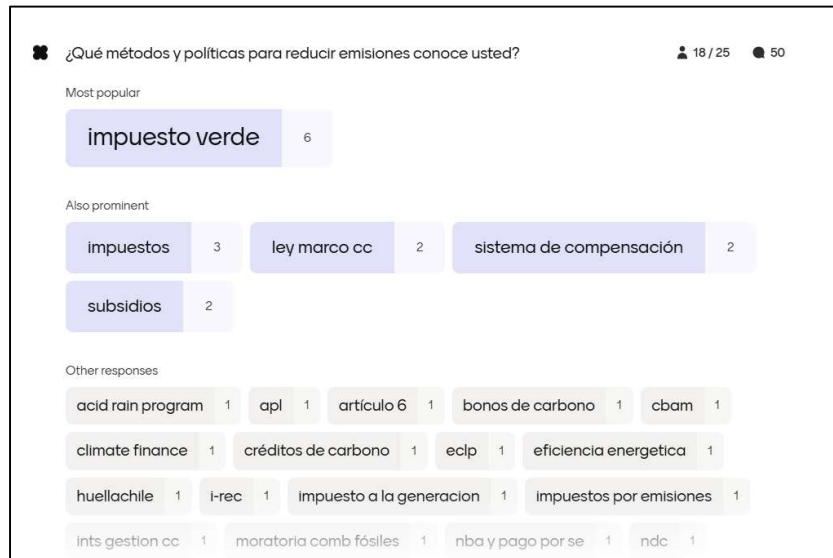 ¿Qué métodos y políticas para reducir emisiones conoce usted? 18 / 25 50
Most popular
impuesto verde 6
Also prominent
impuestos 3 ley marco cc 2 sistema de compensación 2
subsidios 2
Other responses
acid rain program 1 apl 1 artículo 6 1 bonos de carbono 1 cbam 1
climate finance 1 créditos de carbono 1 eclp 1 eficiencia energetica 1
huellachile 1 i-rec 1 impuesto a la generacion 1 impuestos por emisiones 1
ints gestion cc 1 moratoria comb fósiles 1 nba y pago por se 1 ndc 1